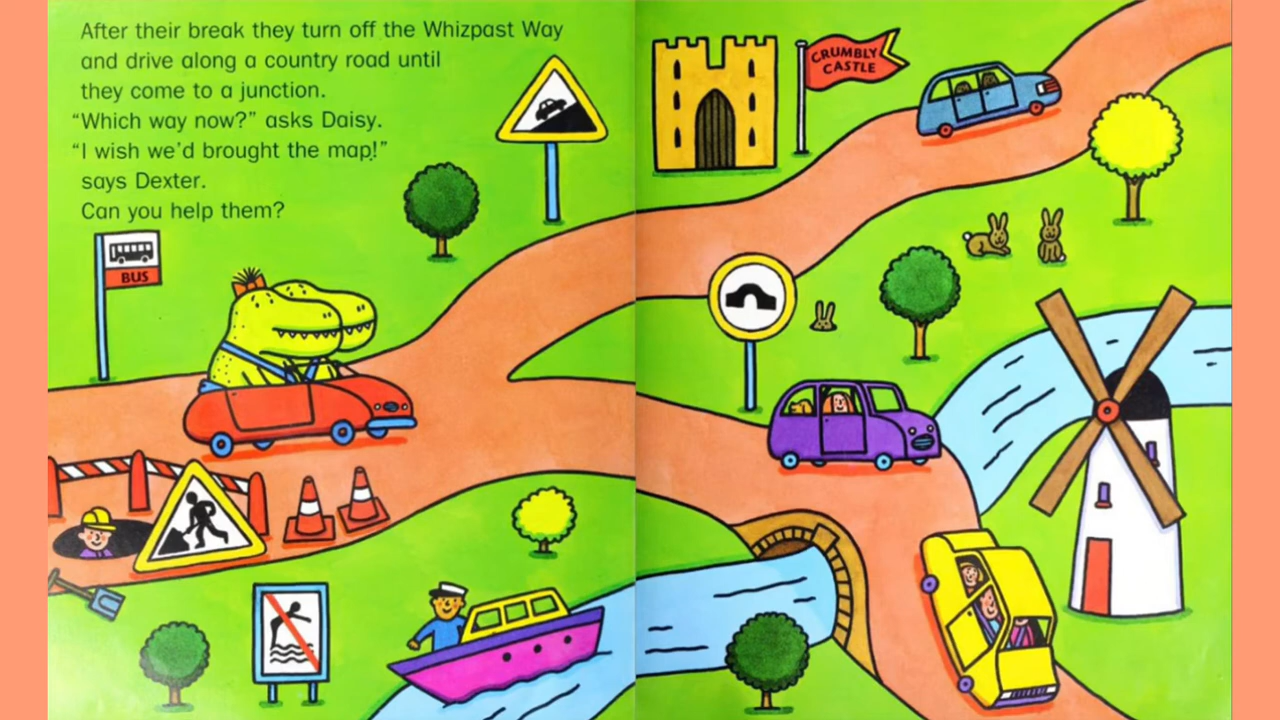 After their break they turn off the Whizpast Way
and drive along a country road until
they come to a junction.
“Which way now?” asks Daisy.
“I wish we’d brought the map!”
says Dexter.
Can you help them?
BUS
CRUMBLY
CASTLE